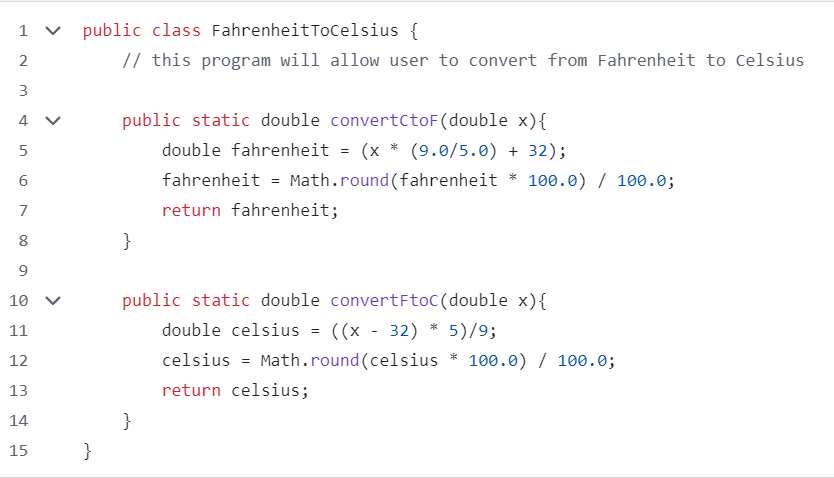 1 public class FahrenheitToCelsius {
2 // this program will allow user to convert from Fahrenheit to Celsius
3
4 public static double convertCtoF(double x){
5 double fahrenheit = (x * (9.0/5.0) + 32);
6 fahrenheit = Math.round(fahrenheit * 100.0) / 100.0;
7 return fahrenheit;
8 }
9
10 public static double convertFtoC(double x){
11 double celsius = ((x - 32) * 5)/9;
12 celsius = Math.round(celsius * 100.0) / 100.0;
13 return celsius;
14 }
15 }